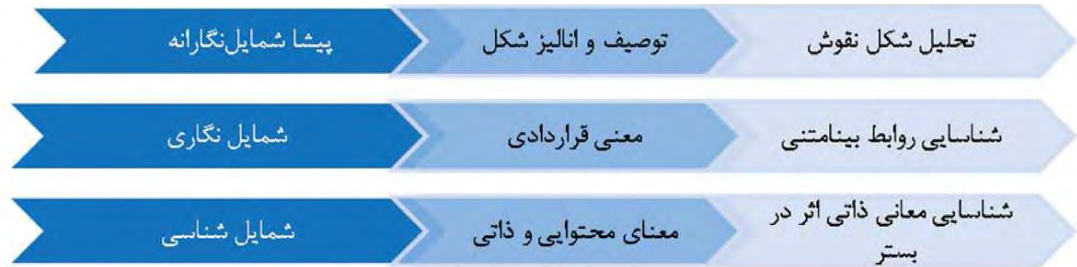 پیشا شمایل‌نگارانه
توصیف و انالیز شکل
تحلیل شکل نقوش
شمایل نگاری
معنی قراردادی
شناسایی روابط بینامتنی
شمایل شناسی
معنای محتوایی و ذاتی
شناسایی معانی ذاتی اثر در
بستر